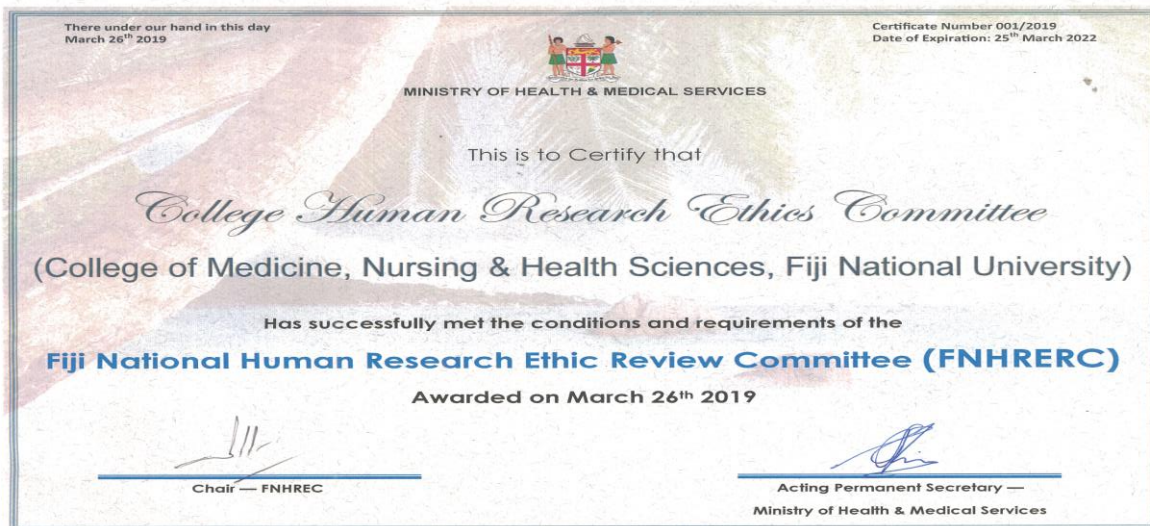 There under our hand in this day
March 26th 2019
Certificate Number 001/2019
Date of Expiration: 25th March 2022
MINISTRY OF HEALTH & MEDICAL SERVICES
This is to Certify that
College Human Research Ethics Committee
(College of Medicine, Nursing & Health Sciences, Fiji National University)
Has successfully met the conditions and requirements of the
Fiji National Human Research Ethic Review Committee (FNHRERC)
Awarded on March 26th 2019
Chair — FNHREC
Acting Permanent Secretary —
Ministry of Health & Medical Services